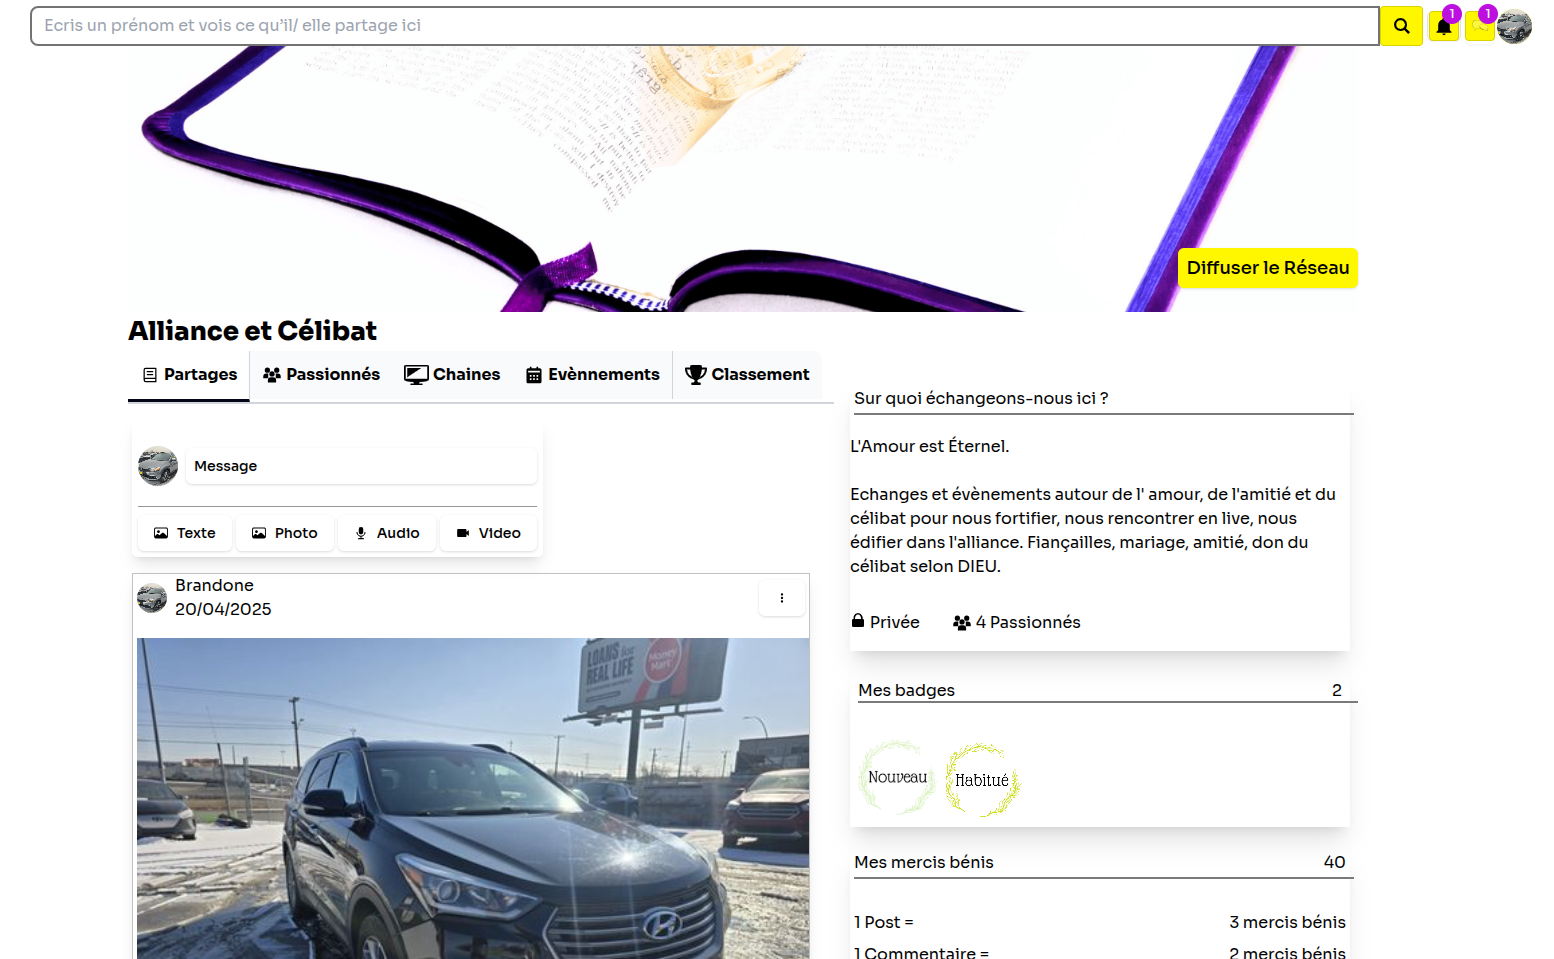 Ecris un prénom et vois ce qu'il/ elle partage ici
1
1
Diffuser le Réseau
Alliance et Célibat
Partages
Passionnés
Chaines
Evènnements
Classement
Sur quoi échangeons-nous ici ?
L'Amour est Éternel.
Echanges et évènements autour de l' amour, de l'amitié et du
célibat pour nous fortifier, nous rencontrer en live, nous
édifier dans l'alliance. Fiançailles, mariage, amitié, don du
célibat selon DIEU.
Privée
4 Passionnés
Message
Texte
Photo
Audio
Video
Brandone
20/04/2025
LOANS for
REAL LIFE
Money
Mart
Mes badges
2
Nouveau
Habitué
Mes mercis bénis
40
1 Post =
3 mercis bénis
1 Commentaire =
2 mercis bénis